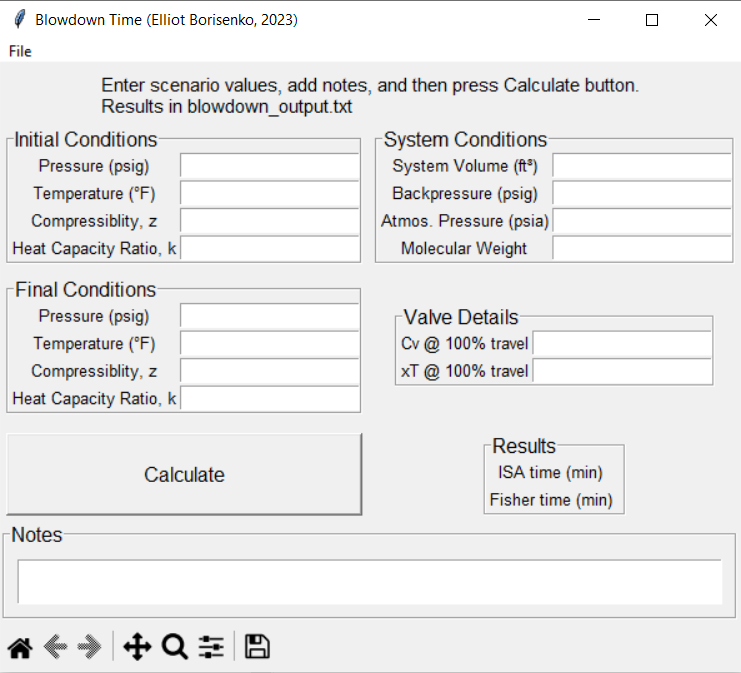 Blowdown Time (Elliot Borisenko, 2023)
File
Enter scenario values, add notes, and then press Calculate button.
Results in blowdown_output.txt
Initial Conditions
Pressure (psig)
Temperature (°F)
Compressiblity, z
Heat Capacity Ratio, k
System Conditions
System Volume (ft³)
Backpressure (psig)
Atmos. Pressure (psia)
Molecular Weight
Final Conditions
Pressure (psig)
Temperature (°F)
Compressiblity, z
Heat Capacity Ratio, k
Valve Details
Cv @ 100% travel
xT @ 100% travel
Calculate
Results
ISA time (min)
Fisher time (min)
Notes